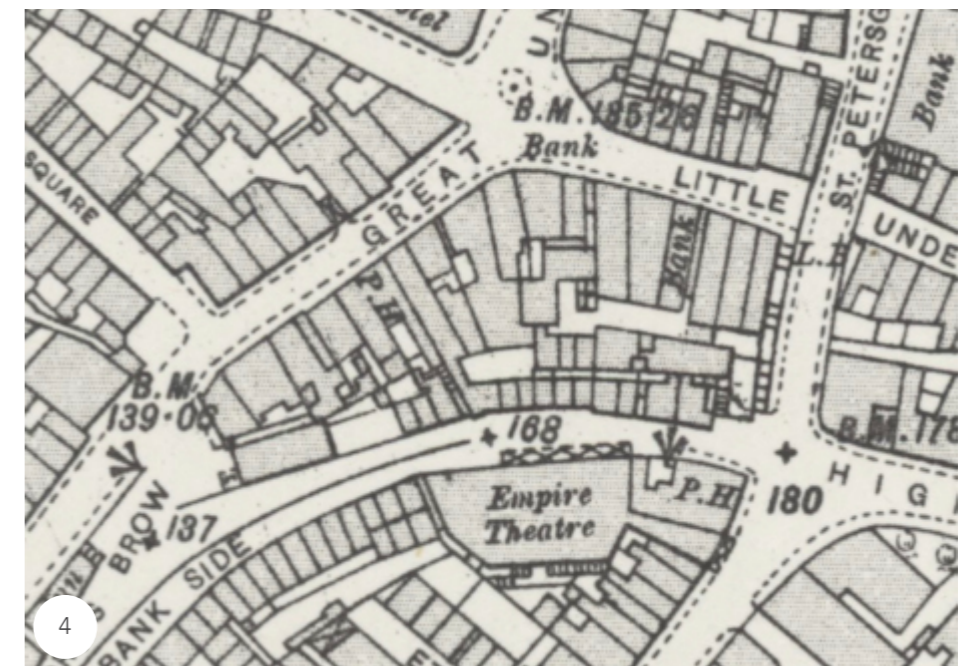 B.M.185·26
Bank
Bank
SQUARE
GREAT
LITTLE
ST. PETERSG
UNDE
Bank
P.H.
B.M.
139·06
168
B.M.178
HIG
180
Empire
Theatre
P.H.
137
BROW
BANK SIDE
4